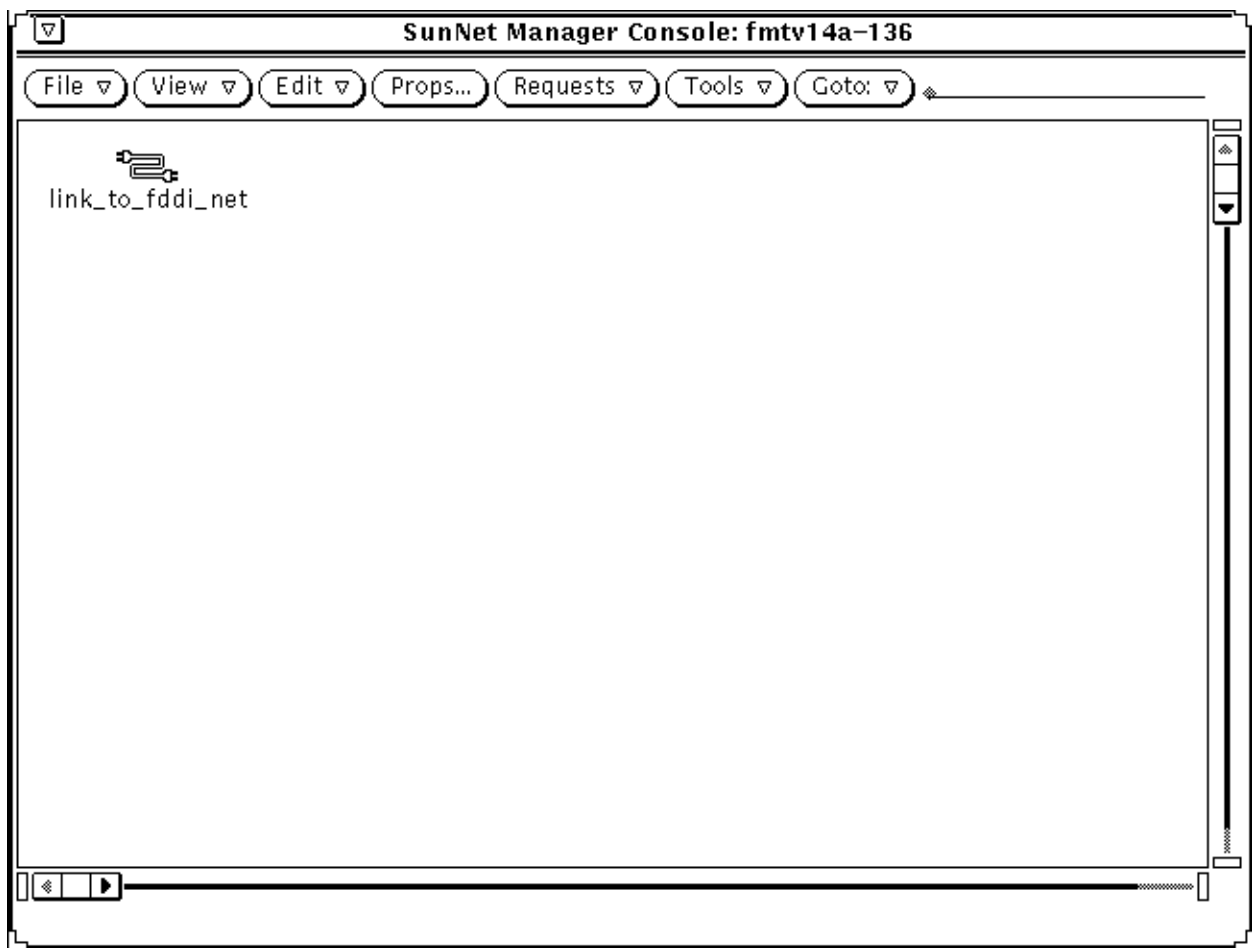 SunNet Manager Console: fmtv14a–136
File View Edit Props... Requests Tools Goto:
link_to_fddi_net